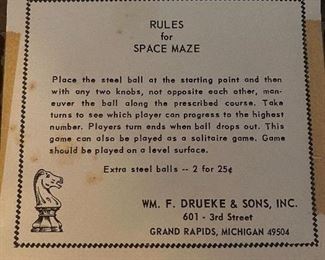 RULES
for
SPACE MAZE
Place the steel ball at the starting point and then
with any two knobs, not opposite each other, man-
euver the ball along the prescribed course. Take
turns to see which player can progress to the highest
number. Players turn ends when ball drops out. This
game can also be played as a solitaire game. Game
should be played on a level surface.
Extra steel balls -- 2 for 25¢
WM. F. DRUEKE & SONS, INC.
601 - 3rd Street
GRAND RAPIDS, MICHIGAN 49504